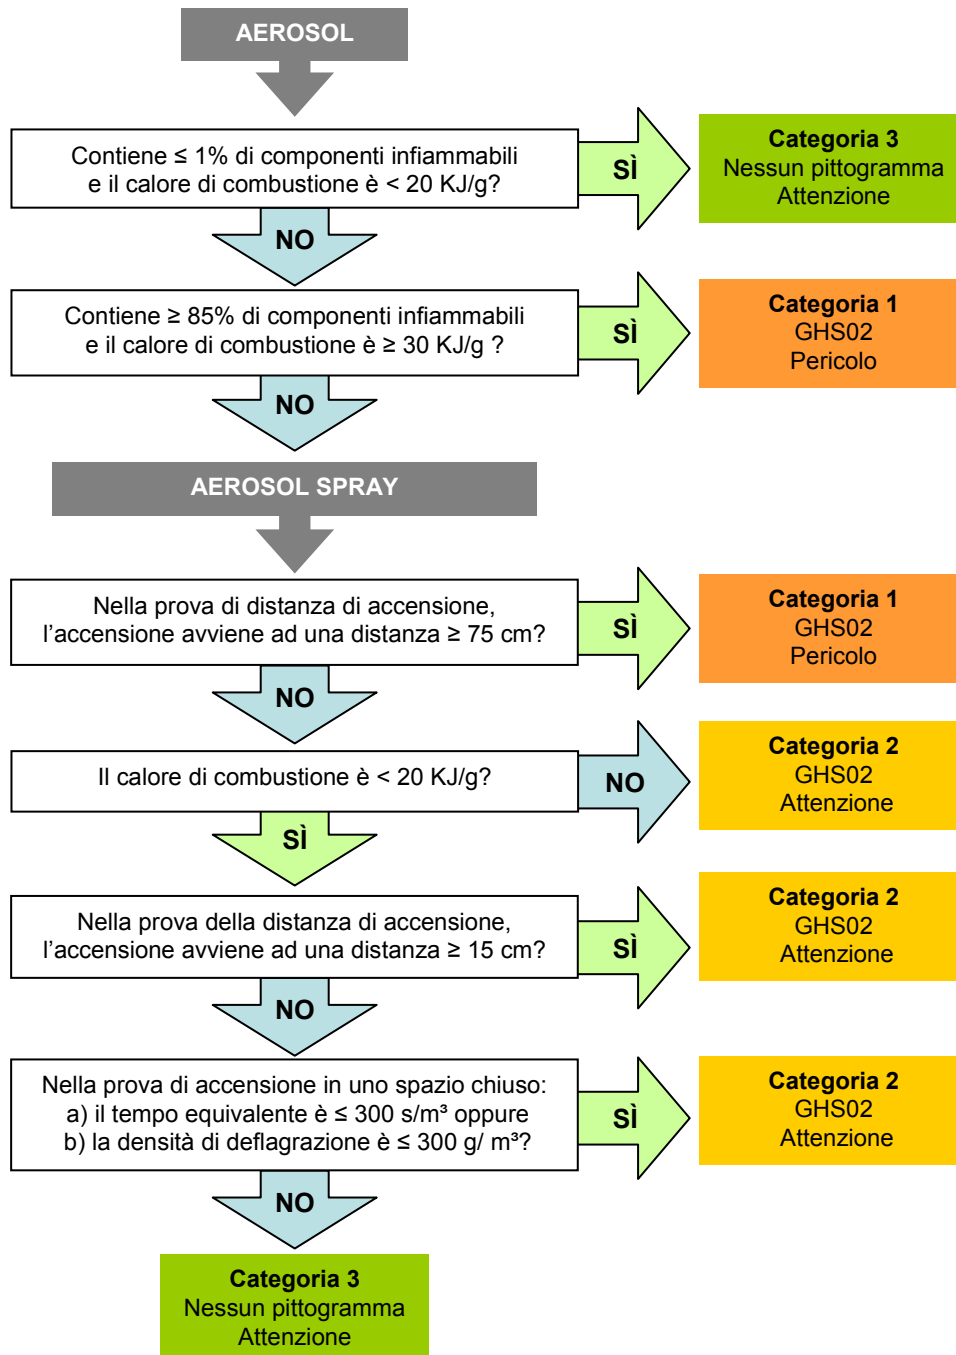 AEROSOL
Contiene ≤ 1% di componenti infiammabili
e il calore di combustione è < 20 KJ/g?
SÌ
Categoria 3
Nessun pittogramma
Attenzione
NO
Contiene ≥ 85% di componenti infiammabili
e il calore di combustione è ≥ 30 KJ/g ?
SÌ
Categoria 1
GHS02
Pericolo
NO
AEROSOL SPRAY
Nella prova di distanza di accensione,
l'accensione avviene ad una distanza ≥ 75 cm?
SÌ
Categoria 1
GHS02
Pericolo
NO
Il calore di combustione è < 20 KJ/g?
NO
Categoria 2
GHS02
Attenzione
SÌ
Nella prova della distanza di accensione,
l'accensione avviene ad una distanza ≥ 15 cm?
SÌ
Categoria 2
GHS02
Attenzione
NO
Nella prova di accensione in uno spazio chiuso:
a) il tempo equivalente è ≤ 300 s/m³ oppure
b) la densità di deflagrazione è ≤ 300 g/ m³?
SÌ
Categoria 2
GHS02
Attenzione
NO
Categoria 3
Nessun pittogramma
Attenzione